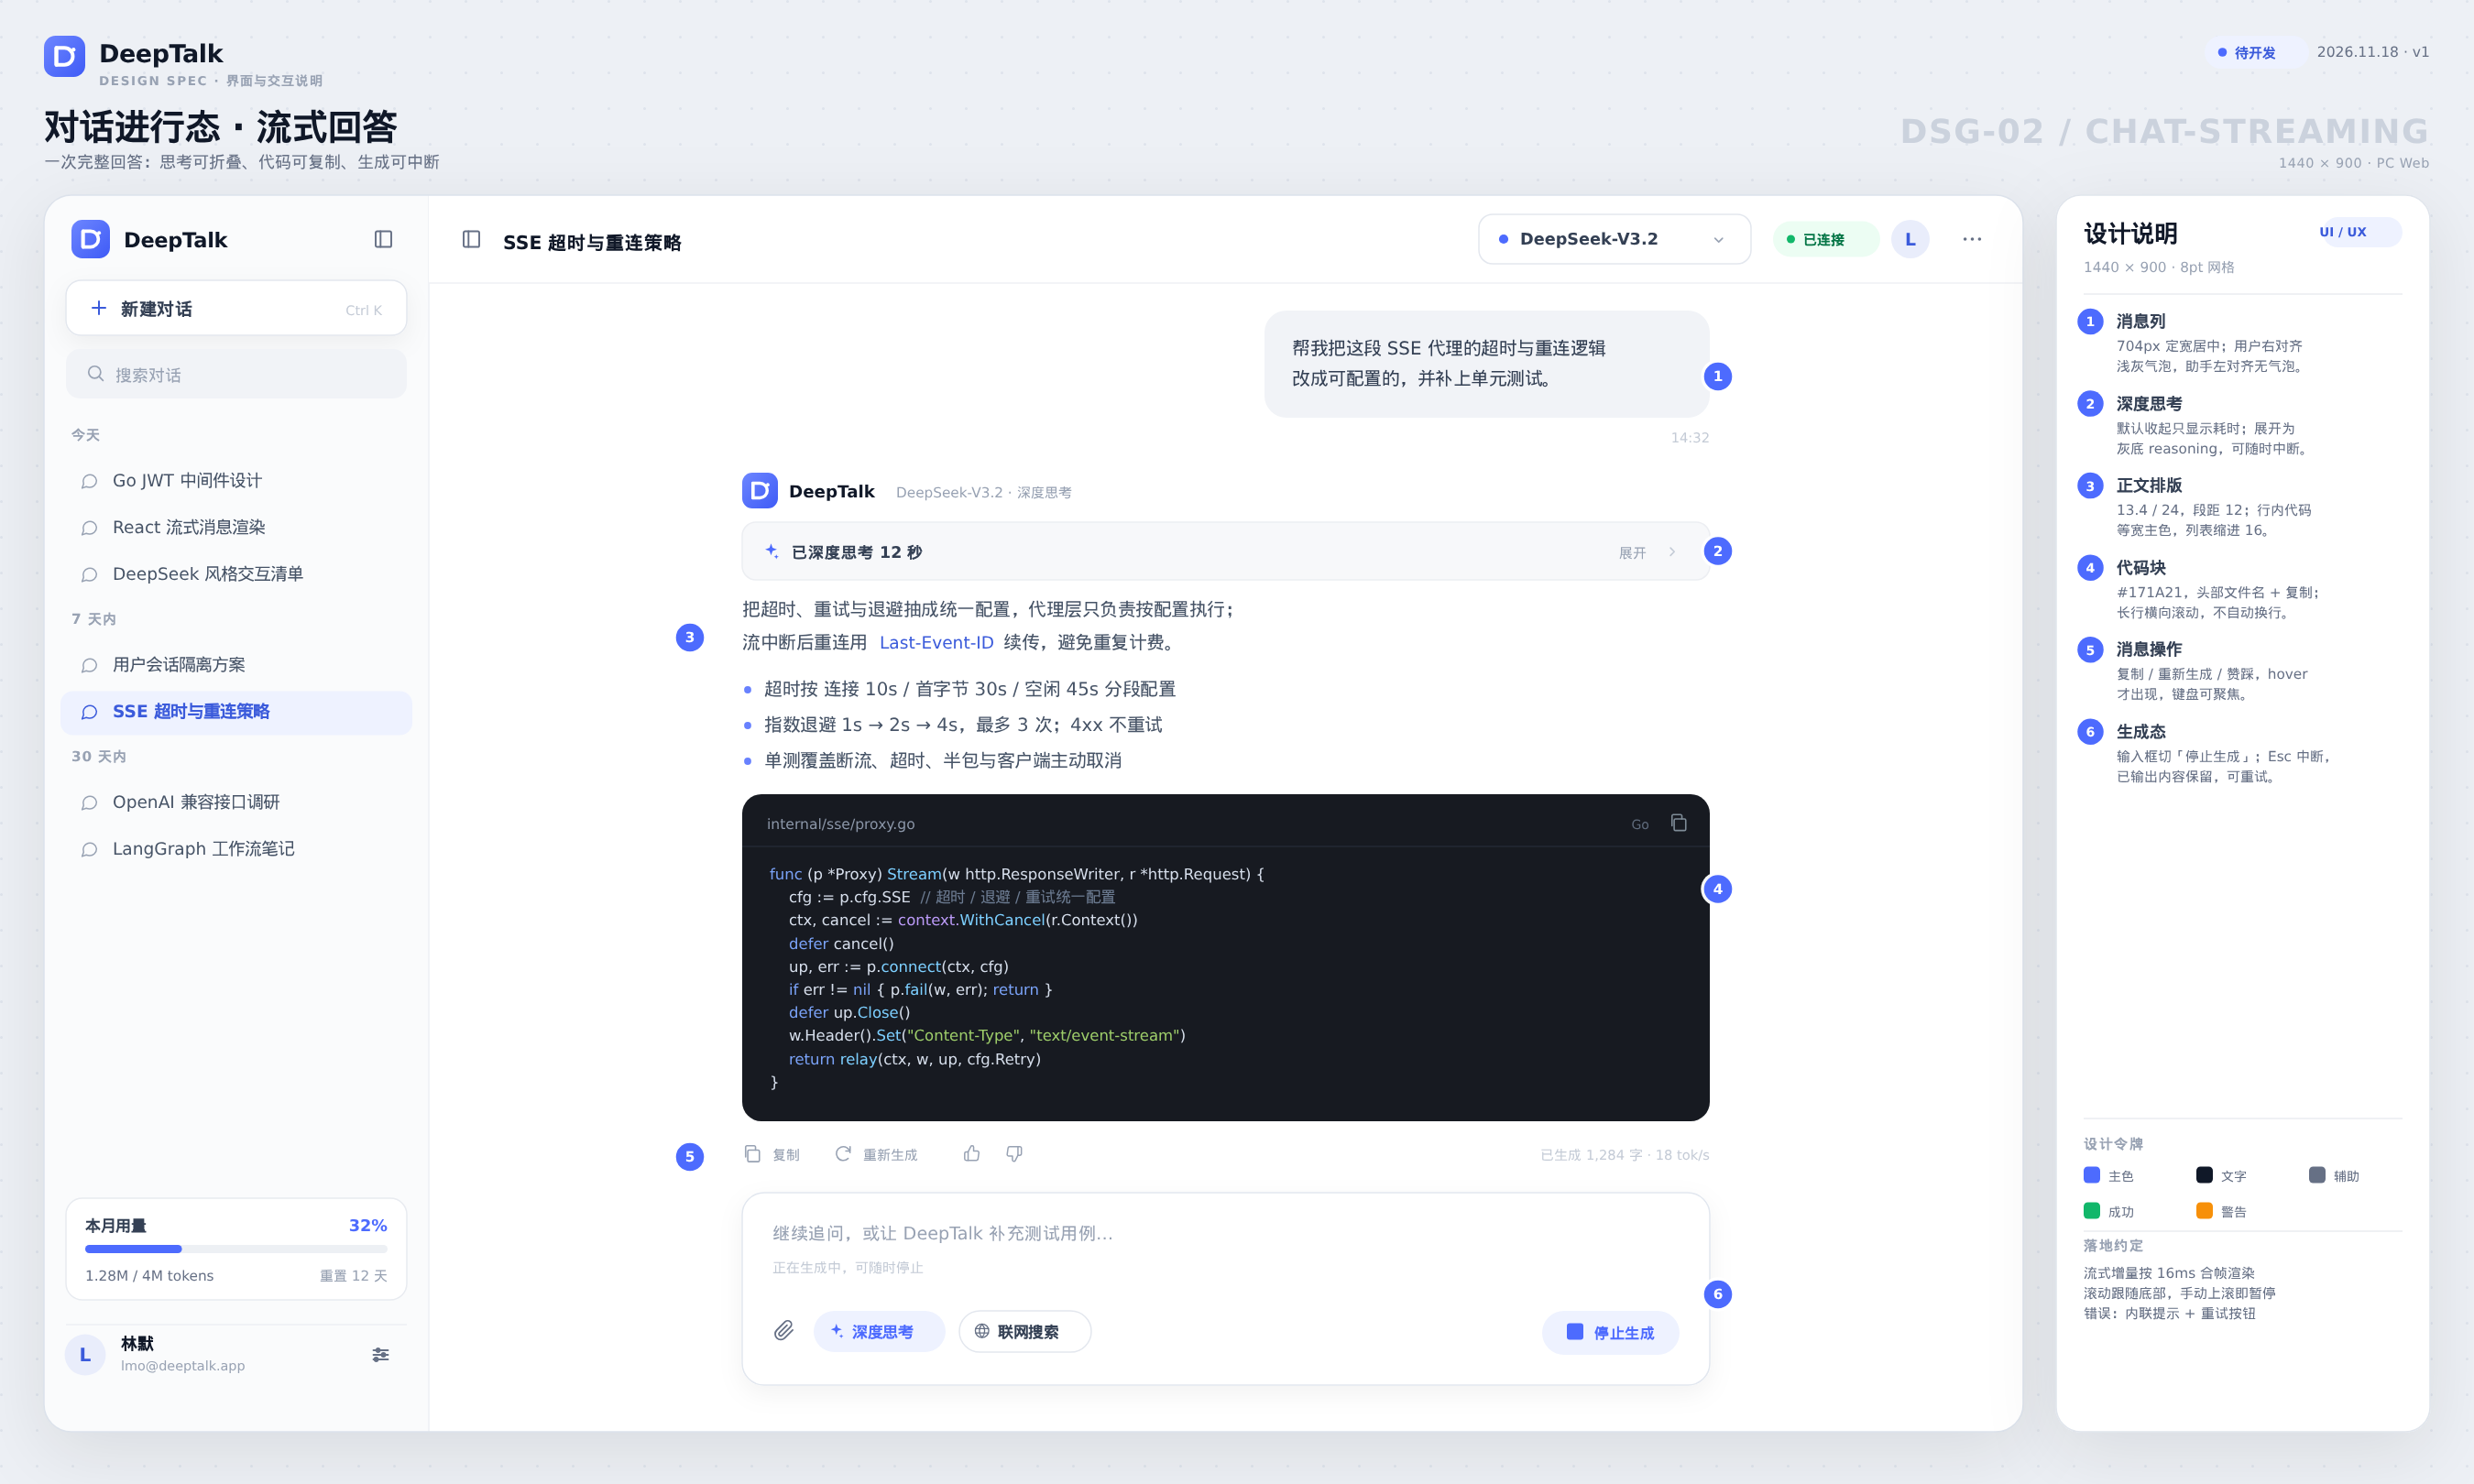 DeepTalk
DESIGN SPEC · 界面与交互说明
待开发
2026.11.18 · v1
对话进行态 · 流式回答
一次完整回答：思考可折叠、代码可复制、生成可中断
DSG-02 / CHAT-STREAMING
1440 × 900 · PC Web
DeepTalk
新建对话
Ctrl K
搜索对话
今天
Go JWT 中间件设计
React 流式消息渲染
DeepSeek 风格交互清单
7 天内
用户会话隔离方案
SSE 超时与重连策略
30 天内
OpenAI 兼容接口调研
LangGraph 工作流笔记
本月用量
32%
1.28M / 4M tokens
重置 12 天
L
林默
lmo@deeptalk.app
SSE 超时与重连策略
DeepSeek-V3.2
已连接
L
帮我把这段 SSE 代理的超时与重连逻辑
改成可配置的，并补上单元测试。
1
14:32
DeepTalk
DeepSeek-V3.2 · 深度思考
已深度思考 12 秒
展开
2
把超时、重试与退避抽成统一配置，代理层只负责按配置执行；
流中断后重连用 Last-Event-ID 续传，避免重复计费。
3
超时按 连接 10s / 首字节 30s / 空闲 45s 分段配置
指数退避 1s → 2s → 4s，最多 3 次；4xx 不重试
单测覆盖断流、超时、半包与客户端主动取消
internal/sse/proxy.go
Go
func (p *Proxy) Stream(w http.ResponseWriter, r *http.Request) {
cfg := p.cfg.SSE // 超时 / 退避 / 重试统一配置
ctx, cancel := context.WithCancel(r.Context())
defer cancel()
up, err := p.connect(ctx, cfg)
if err != nil { p.fail(w, err); return }
defer up.Close()
w.Header().Set("Content-Type", "text/event-stream")
return relay(ctx, w, up, cfg.Retry)
}
4
5
复制
重新生成
已生成 1,284 字 · 18 tok/s
继续追问，或让 DeepTalk 补充测试用例...
正在生成中，可随时停止
深度思考
联网搜索
停止生成
6
设计说明
UI / UX
1440 × 900 · 8pt 网格
1
消息列
704px 定宽居中；用户右对齐
浅灰气泡，助手左对齐无气泡。
2
深度思考
默认收起只显示耗时；展开为
灰底 reasoning，可随时中断。
3
正文排版
13.4 / 24，段距 12；行内代码
等宽主色，列表缩进 16。
4
代码块
#171A21，头部文件名 + 复制；
长行横向滚动，不自动换行。
5
消息操作
复制 / 重新生成 / 赞踩，hover
才出现，键盘可聚焦。
6
生成态
输入框切「停止生成」；Esc 中断，
已输出内容保留，可重试。
设计令牌
主色
文字
辅助
成功
警告
落地约定
流式增量按 16ms 合帧渲染
滚动跟随底部，手动上滚即暂停
错误：内联提示 + 重试按钮